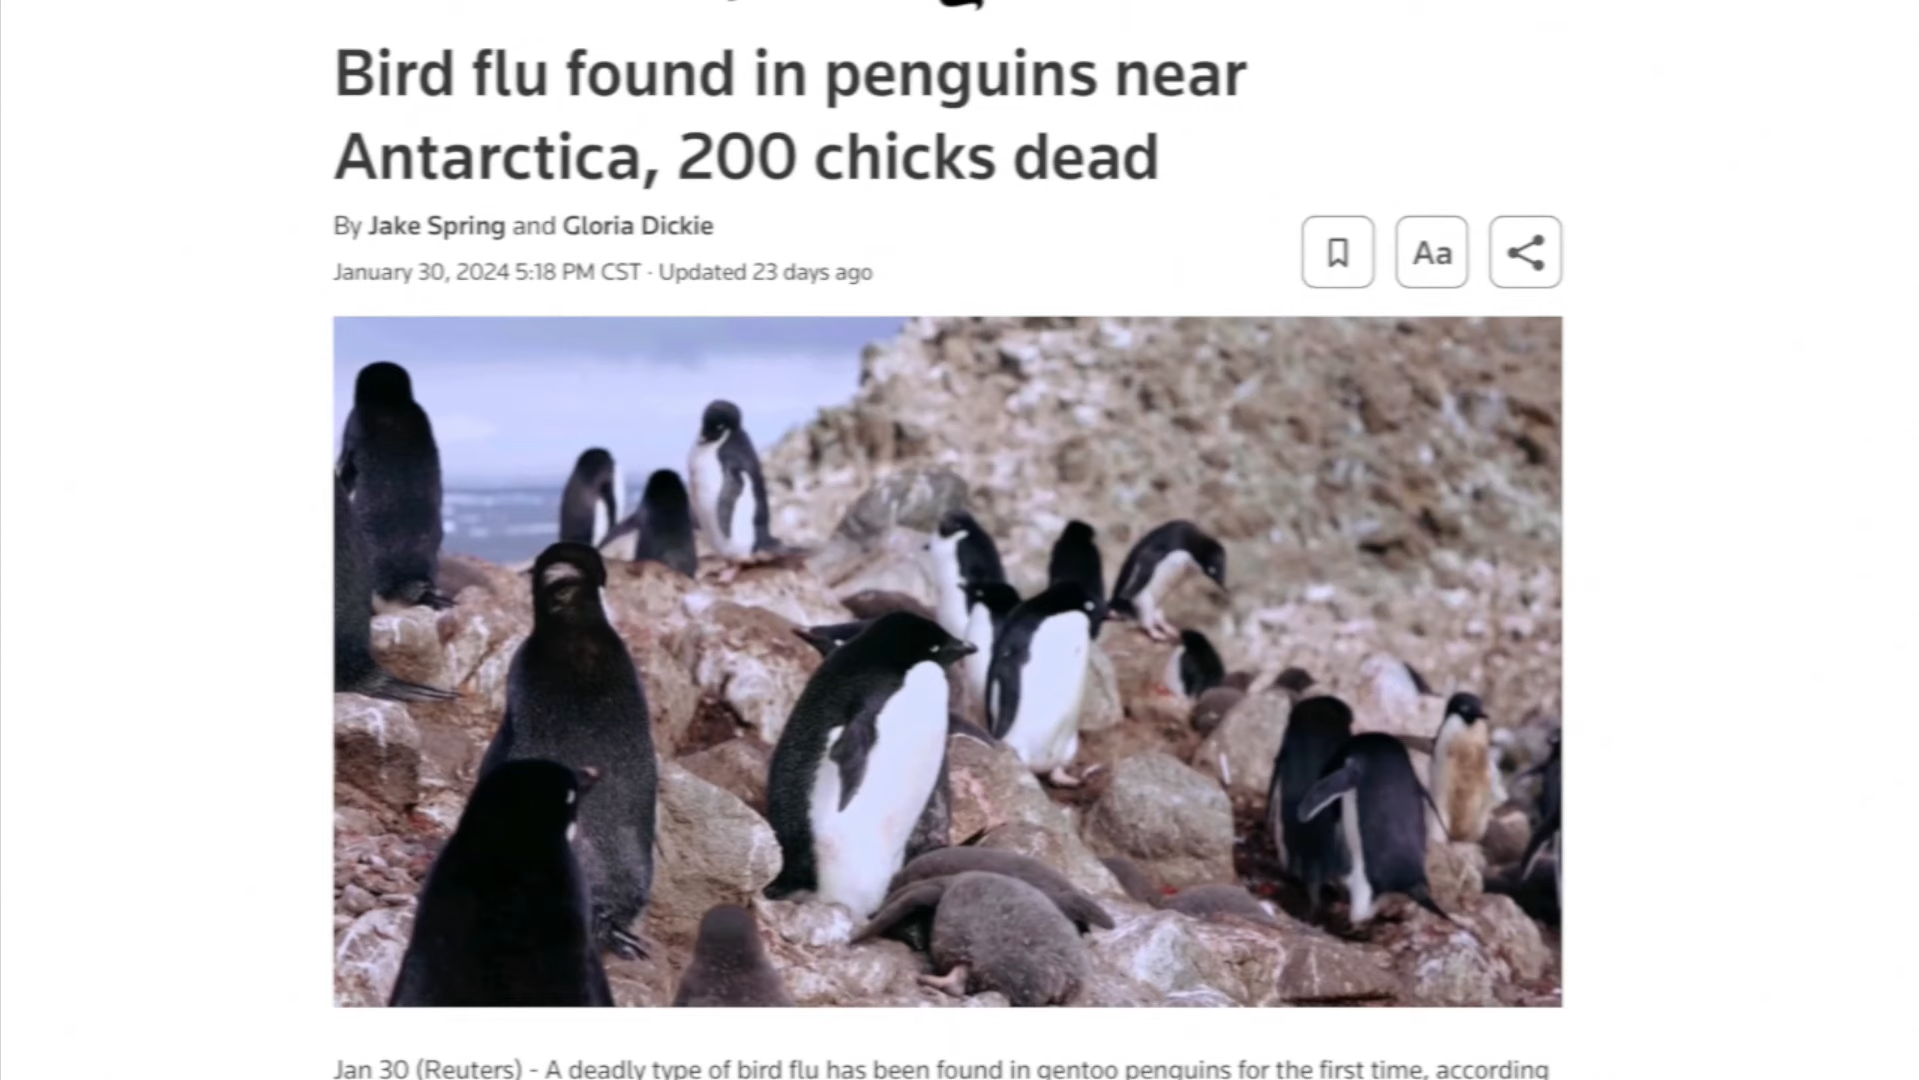 Bird flu found in penguins near
Antarctica, 200 chicks dead
By Jake Spring and Gloria Dickie
January 30, 2024 5:18 PM CST · Updated 23 days ago
Aa
Jan 30 (Reuters) - A deadly type of bird flu has been found in gentoo penguins for the first time, according